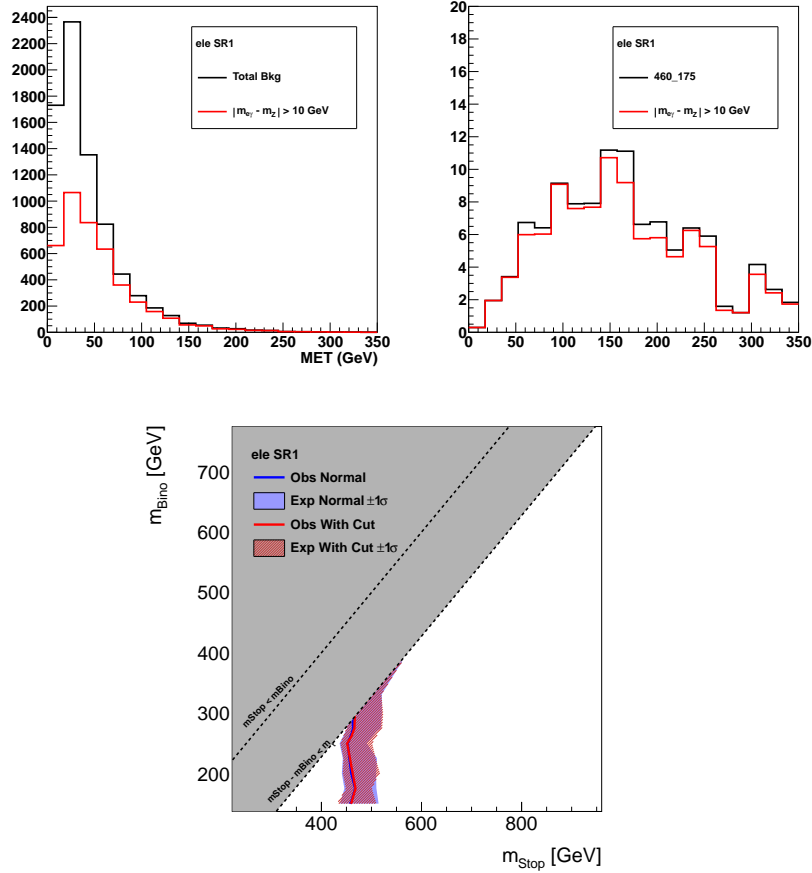 2400
2200
2000
1800
1600
1400
1200
1000
800
600
400
200
0
ele SR1
Total Bkg
|m_eγ - m_Z| > 10 GeV
0 50 100 150 200 250 300 350
MET (GeV)
20
18
16
14
12
10
8
6
4
2
0
ele SR1
460_175
|m_eγ - m_Z| > 10 GeV
0 50 100 150 200 250 300 350
m_Bino [GeV]
700
600
500
400
300
200
ele SR1
Obs Normal
Exp Normal ±1σ
Obs With Cut
Exp With Cut ±1σ
mStop < mBino
mStop - mBino < m_t
400 600 800
m_Stop [GeV]